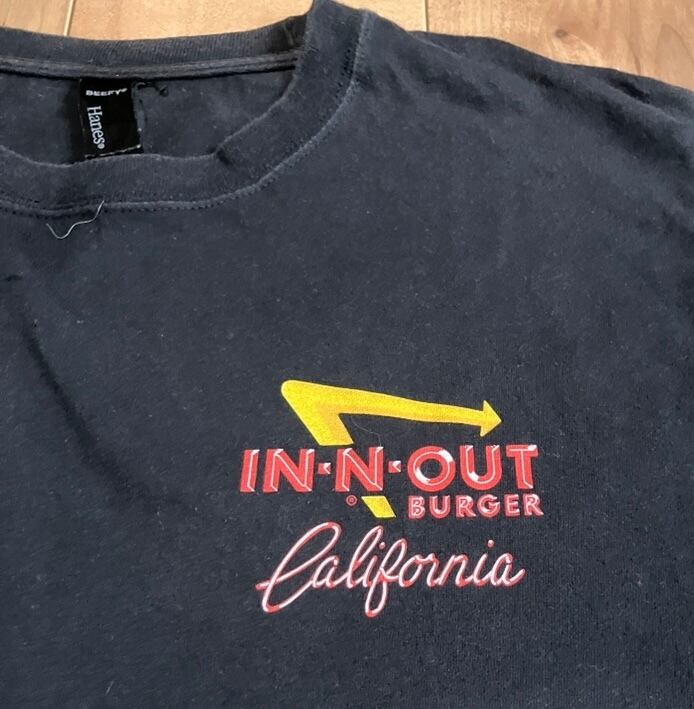 BEEFY®
Hanes®
IN-N-OUT
® BURGER
California